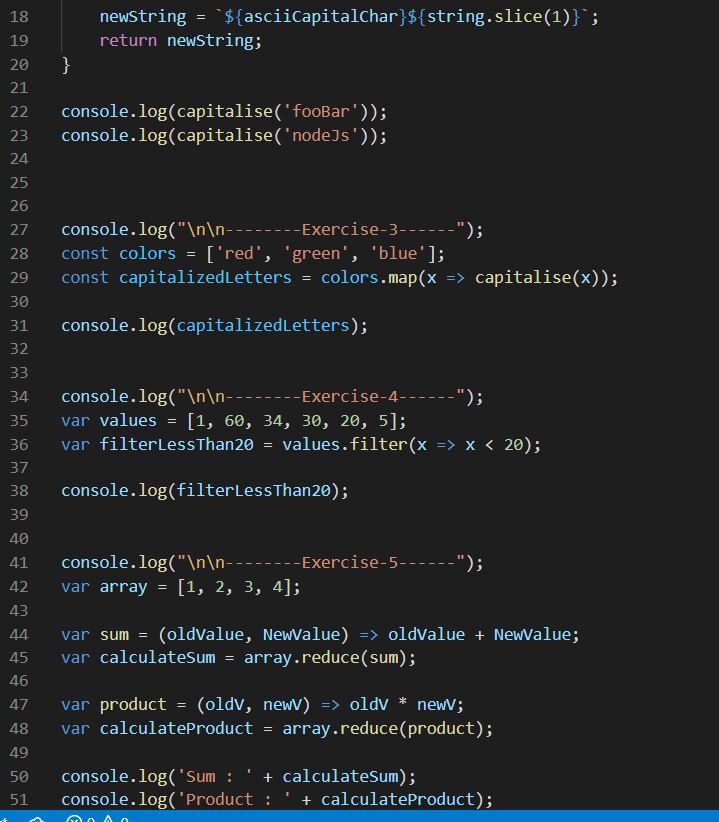 18 newString = `${asciiCapitalChar}${string.slice(1)}`;
19 return newString;
20 }
21
22 console.log(capitalise('fooBar'));
23 console.log(capitalise('nodeJs'));
24
25
26
27 console.log("\n\n--------Exercise-3------");
28 const colors = ['red', 'green', 'blue'];
29 const capitalizedLetters = colors.map(x => capitalise(x));
30
31 console.log(capitalizedLetters);
32
33
34 console.log("\n\n--------Exercise-4------");
35 var values = [1, 60, 34, 30, 20, 5];
36 var filterLessThan20 = values.filter(x => x < 20);
37
38 console.log(filterLessThan20);
39
40
41 console.log("\n\n--------Exercise-5------");
42 var array = [1, 2, 3, 4];
43
44 var sum = (oldValue, NewValue) => oldValue + NewValue;
45 var calculateSum = array.reduce(sum);
46
47 var product = (oldV, newV) => oldV * newV;
48 var calculateProduct = array.reduce(product);
49
50 console.log('Sum : ' + calculateSum);
51 console.log('Product : ' + calculateProduct);